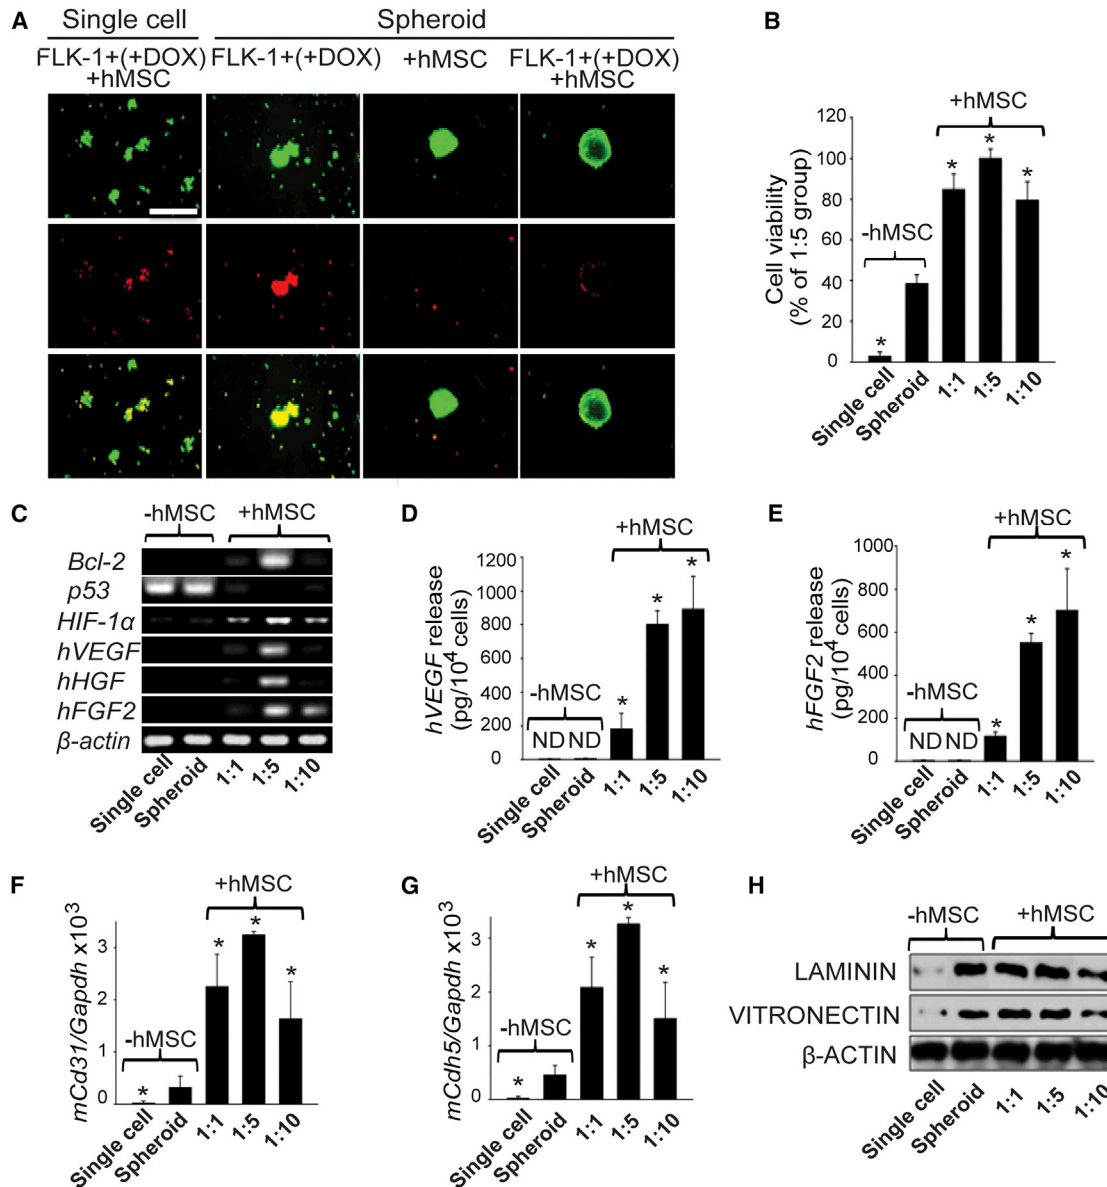 A
Single cell
Spheroid
FLK-1+(+DOX)
+hMSC
FLK-1+(+DOX)
+hMSC
FLK-1+(+DOX)
+hMSC
B
Cell viability
(% of 1:5 group)
120
100
80
60
40
20
0
-hMSC
+hMSC
*
*
*
*
Single cell
Spheroid
1:1
1:5
1:10
C
-hMSC
+hMSC
Bcl-2
p53
HIF-1α
hVEGF
hHGF
hFGF2
β-actin
Single cell
Spheroid
1:1
1:5
1:10
D
hVEGF release
(pg/10⁴ cells)
1200
1000
800
600
400
200
0
-hMSC
ND ND
+hMSC
*
*
*
Single cell
Spheroid
1:1
1:5
1:10
E
hFGF2 release
(pg/10⁴ cells)
1000
800
600
400
200
0
-hMSC
ND ND
+hMSC
*
*
*
Single cell
Spheroid
1:1
1:5
1:10
F
mCd31/Gapdh x10³
3
2
1
0
-hMSC
+hMSC
*
*
*
*
Single cell
Spheroid
1:1
1:5
1:10
G
mCdh5/Gapdh x10³
3
2
1
0
-hMSC
+hMSC
*
*
*
*
Single cell
Spheroid
1:1
1:5
1:10
H
-hMSC
+hMSC
LAMININ
VITRONECTIN
β-ACTIN
Single cell
Spheroid
1:1
1:5
1:10